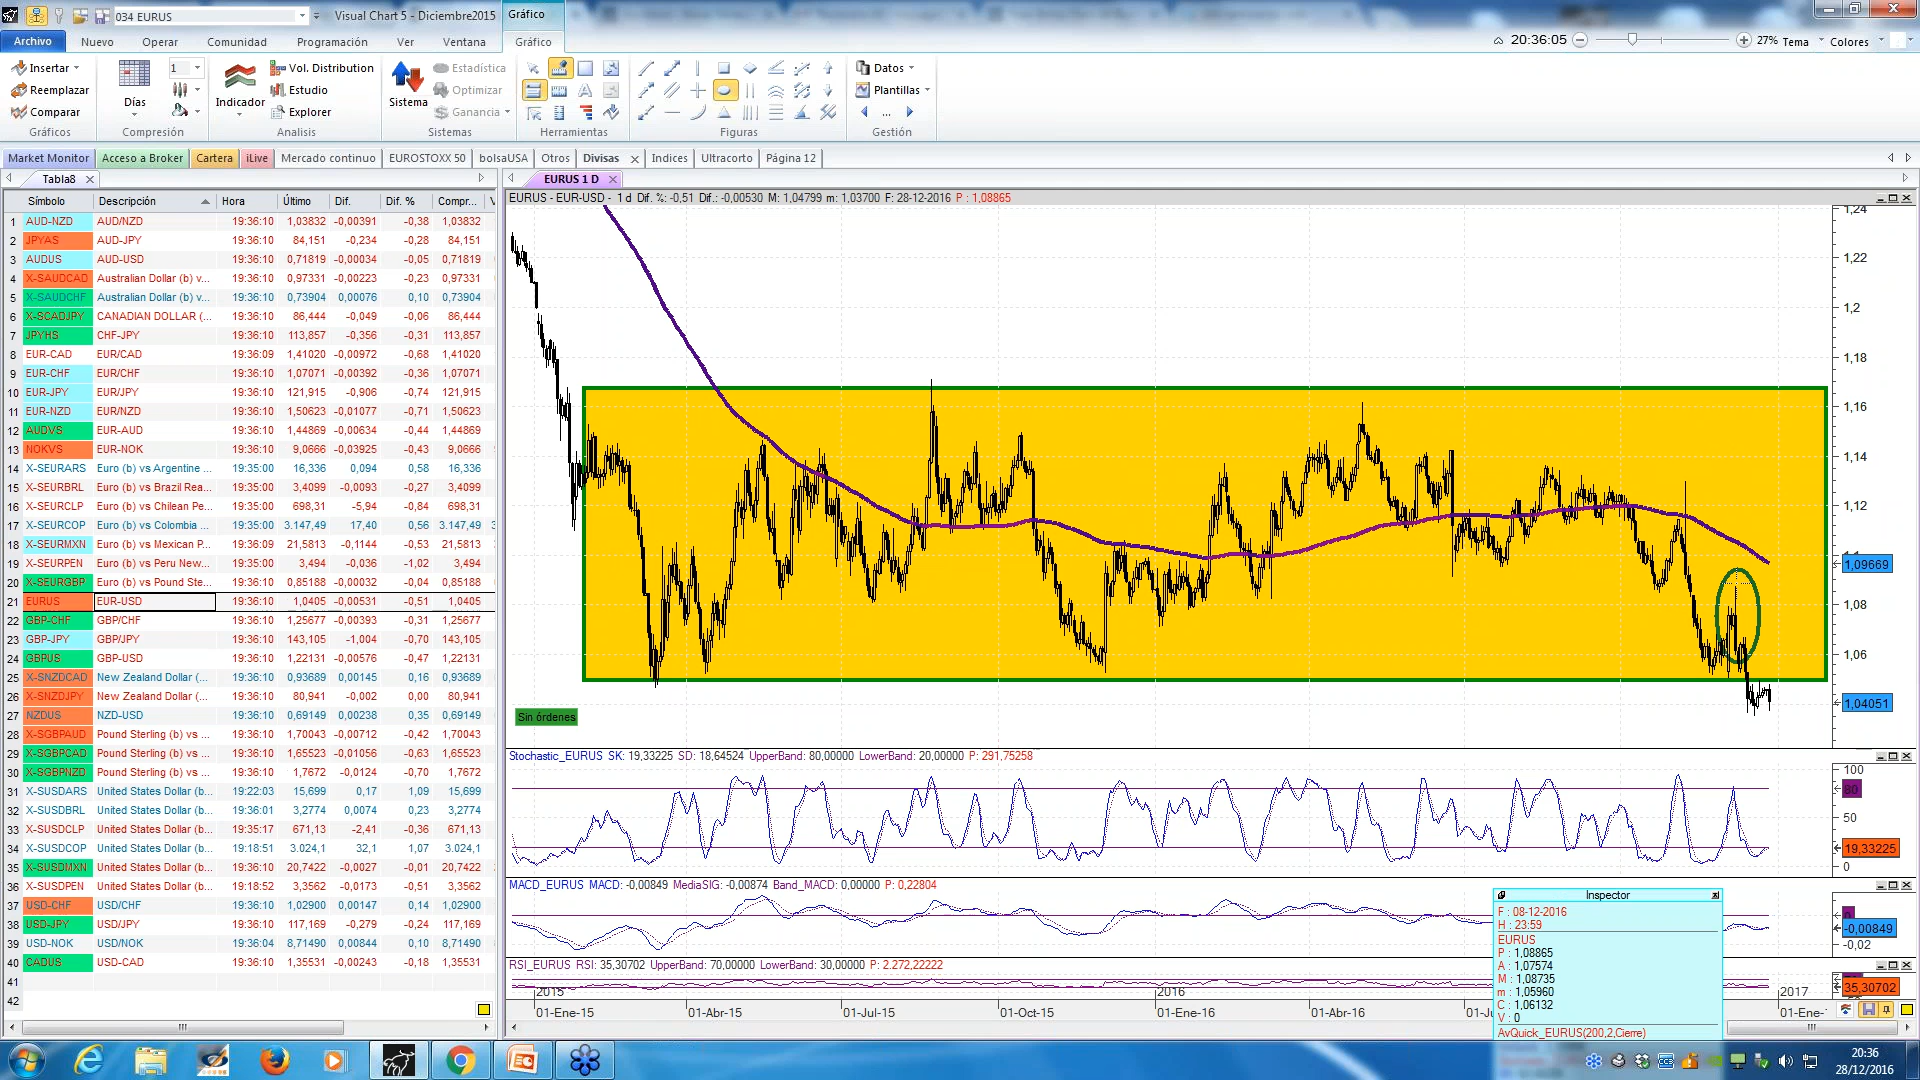 034 EURUS
Visual Chart 5 - Diciembre2015
Gráfico
Archivo Nuevo Operar Comunidad Programación Ver Ventana Gráfico
20:36:05 27% Tema Colores
Insertar
Reemplazar
Comparar
Gráficos
Días
1
Compresión
Indicador
Vol. Distribution
Estudio
Explorer
Analisis
Sistema
Estadística
Optimizar
Ganancia
Sistemas
Herramientas
Figuras
Datos
Plantillas
...
Gestión
Market Monitor Acceso a Broker Cartera iLive Mercado continuo EUROSTOXX 50 bolsaUSA Otros Divisas Indices Ultracorto Página 12
Tabla8
Símbolo Descripción Hora Último Dif. Dif. % Compr... V
1 AUD-NZD AUD/NZD 19:36:10 1,03832 -0,00391 -0,38 1,03832
2 JPYAS AUD-JPY 19:36:10 84,151 -0,234 -0,28 84,151
3 AUDUS AUD-USD 19:36:10 0,71819 -0,00034 -0,05 0,71819
4 X-SAUDCAD Australian Dollar (b) v... 19:36:10 0,97331 -0,00223 -0,23 0,97331
5 X-SAUDCHF Australian Dollar (b) v... 19:36:10 0,73904 0,00076 0,10 0,73904
6 X-SCADJPY CANADIAN DOLLAR (... 19:36:10 86,444 -0,049 -0,06 86,444
7 JPYHS CHF-JPY 19:36:10 113,857 -0,356 -0,31 113,857
8 EUR-CAD EUR/CAD 19:36:09 1,41020 -0,00972 -0,68 1,41020
9 EUR-CHF EUR/CHF 19:36:10 1,07071 -0,00392 -0,36 1,07071
10 EUR-JPY EUR/JPY 19:36:10 121,915 -0,906 -0,74 121,915
11 EUR-NZD EUR/NZD 19:36:10 1,50623 -0,01077 -0,71 1,50623
12 AUDVS EUR-AUD 19:36:10 1,44869 -0,00634 -0,44 1,44869
13 NOKVS EUR-NOK 19:36:10 9,0666 -0,03925 -0,43 9,0666
14 X-SEURARS Euro (b) vs Argentine ... 19:35:00 16,336 0,094 0,58 16,336
15 X-SEURBRL Euro (b) vs Brazil Rea... 19:35:00 3,4099 -0,0093 -0,27 3,4099
16 X-SEURCLP Euro (b) vs Chilean Pe... 19:35:00 698,31 -5,94 -0,84 698,31
17 X-SEURCOP Euro (b) vs Colombia ... 19:35:00 3.147,49 17,40 0,56 3.147,49 3
18 X-SEURMXN Euro (b) vs Mexican P... 19:36:09 21,5813 -0,1144 -0,53 21,5813
19 X-SEURPEN Euro (b) vs Peru New... 19:35:00 3,494 -0,036 -1,02 3,494
20 X-SEURGBP Euro (b) vs Pound Ste... 19:36:10 0,85188 -0,00032 -0,04 0,85188
21 EURUS EUR-USD 19:36:10 1,0405 -0,00531 -0,51 1,0405
22 GBP-CHF GBP/CHF 19:36:10 1,25677 -0,00393 -0,31 1,25677
23 GBP-JPY GBP/JPY 19:36:10 143,105 -1,004 -0,70 143,105
24 GBPUS GBP-USD 19:36:10 1,22131 -0,00576 -0,47 1,22131
25 X-SNZDCAD New Zealand Dollar (... 19:36:10 0,93689 0,00145 0,16 0,93689
26 X-SNZDJPY New Zealand Dollar (... 19:36:10 80,941 -0,002 0,00 80,941
27 NZDUS NZD-USD 19:36:10 0,69149 0,00238 0,35 0,69149
28 X-SGBPAUD Pound Sterling (b) vs ... 19:36:10 1,70043 -0,00712 -0,42 1,70043
29 X-SGBPCAD Pound Sterling (b) vs ... 19:36:10 1,65523 -0,01056 -0,63 1,65523
30 X-SGBPNZD Pound Sterling (b) vs ... 19:36:10 1,7672 -0,0124 -0,70 1,7672
31 X-SUSDARS United States Dollar (b... 19:22:03 15,699 0,17 1,09 15,699
32 X-SUSDBRL United States Dollar (b... 19:36:01 3,2774 0,0074 0,23 3,2774
33 X-SUSDCLP United States Dollar (b... 19:35:17 671,13 -2,41 -0,36 671,13
34 X-SUSDCOP United States Dollar (b... 19:18:51 3.024,1 32,1 1,07 3.024,1
35 X-SUSDMXN United States Dollar (b... 19:36:10 20,7422 -0,0027 -0,01 20,7422
36 X-SUSDPEN United States Dollar (b... 19:18:52 3,3562 -0,0173 -0,51 3,3562
37 USD-CHF USD/CHF 19:36:10 1,02900 0,00147 0,14 1,02900
38 USD-JPY USD/JPY 19:36:10 117,169 -0,279 -0,24 117,169
39 USD-NOK USD/NOK 19:36:04 8,71490 0,00844 0,10 8,71490
40 CADUS USD-CAD 19:36:10 1,35531 -0,00243 -0,18 1,35531
41
42
EURUS 1 D
EURUS - EUR-USD - 1 d Dif. %: -0,51 Dif.: -0,00530 M: 1,04799 m: 1,03700 F: 28-12-2016 P : 1,08865
1,24
1,22
1,2
1,18
1,16
1,14
1,12
1,1
1,09669
1,08
1,06
1,04051
Sin órdenes
Stochastic_EURUS SK: 19,33225 SD: 18,64524 UpperBand: 80,00000 LowerBand: 20,00000 P: 291,75258
100
80
50
19,33225
0
MACD_EURUS MACD: -0,00849 MediaSIG: -0,00874 Band_MACD: 0,00000 P: 0,22804
0
-0,00849
-0,02
RSI_EURUS RSI: 35,30702 UpperBand: 70,00000 LowerBand: 30,00000 P: 2.272,22222
35,30702
2015 2016 2017
01-Ene-15 01-Abr-15 01-Jul-15 01-Oct-15 01-Ene-16 01-Abr-16 01-Ju 01-Ene-
Inspector
F : 08-12-2016
H : 23:59
EURUS
P : 1,08865
A : 1,07574
M : 1,08735
m : 1,05960
C : 1,06132
V : 0
AvQuick_EURUS(200,2,Cierre)
20:36
28/12/2016